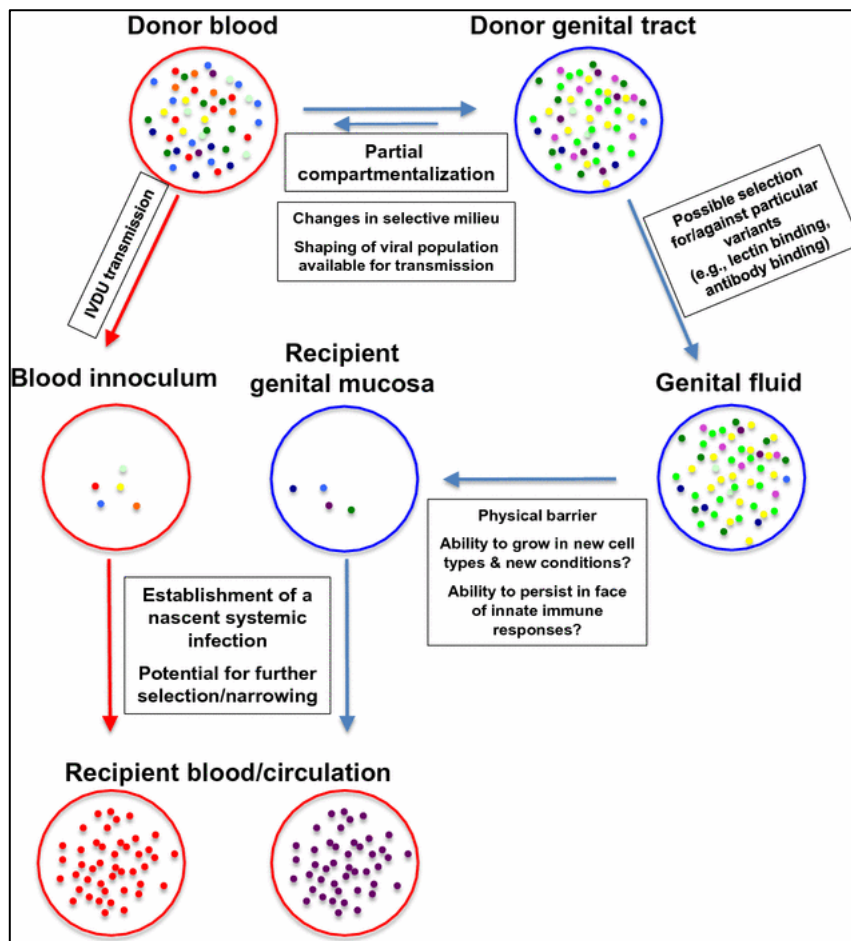 Donor blood
Donor genital tract
Partial
compartmentalization
Changes in selective milieu
Shaping of viral population
available for transmission
Possible selection
for/against particular
variants
(e.g., lectin binding,
antibody binding)
IVDU transmission
Blood innoculum
Recipient
genital mucosa
Genital fluid
Physical barrier
Ability to grow in new cell
types & new conditions?
Ability to persist in face
of innate immune
responses?
Establishment of a
nascent systemic
infection
Potential for further
selection/narrowing
Recipient blood/circulation